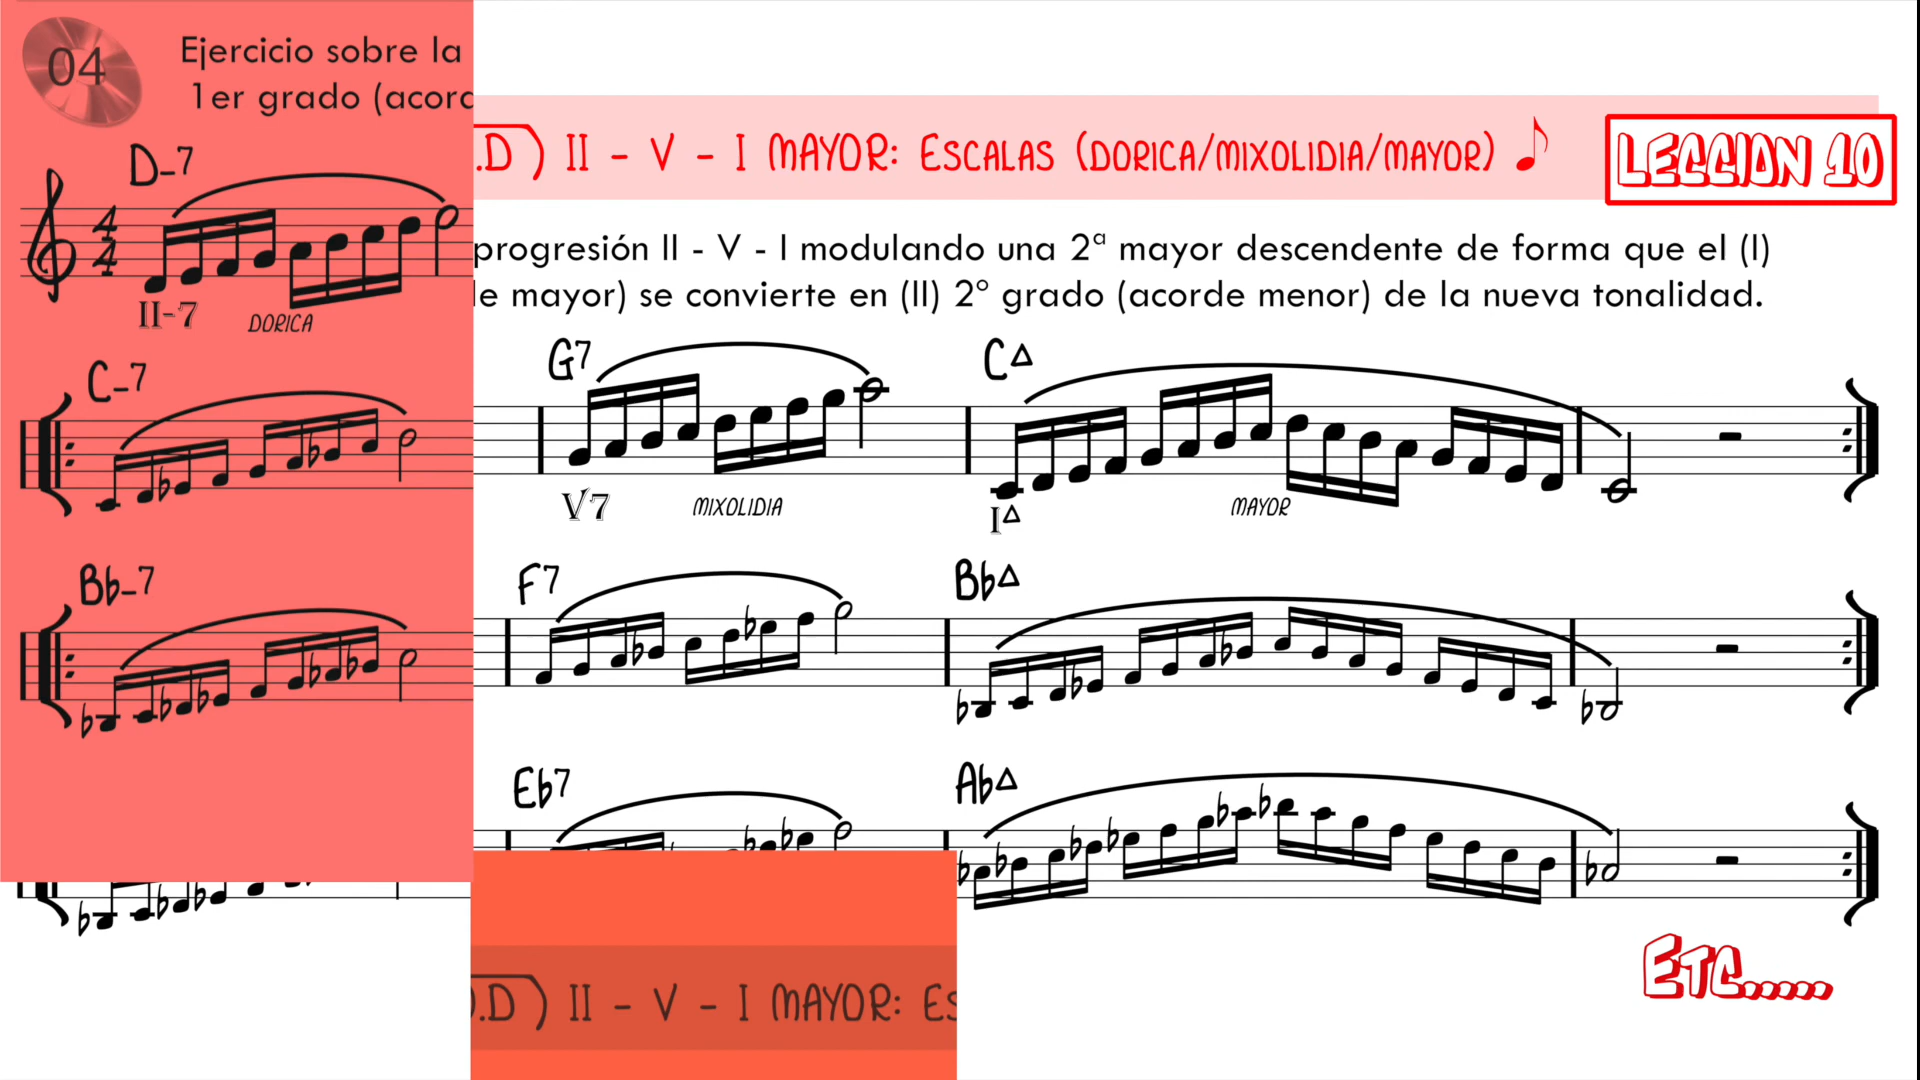 04
Ejercicio sobre la
1er grado (acord
.D) II - V - I MAYOR: ESCALAS (DORICA/MIXOLIDIA/MAYOR) ♪
LECCION 10
progresión II - V - I modulando una 2ª mayor descendente de forma que el (I)
e mayor) se convierte en (II) 2° grado (acorde menor) de la nueva tonalidad.
D-7
4
4
II-7 DORICA
C-7 G7 C△
V7 MIXOLIDIA I△ MAYOR
Bb-7 F7 Bb△
Eb7 Ab△
ETC.....
.D) II - V - I MAYOR: ES